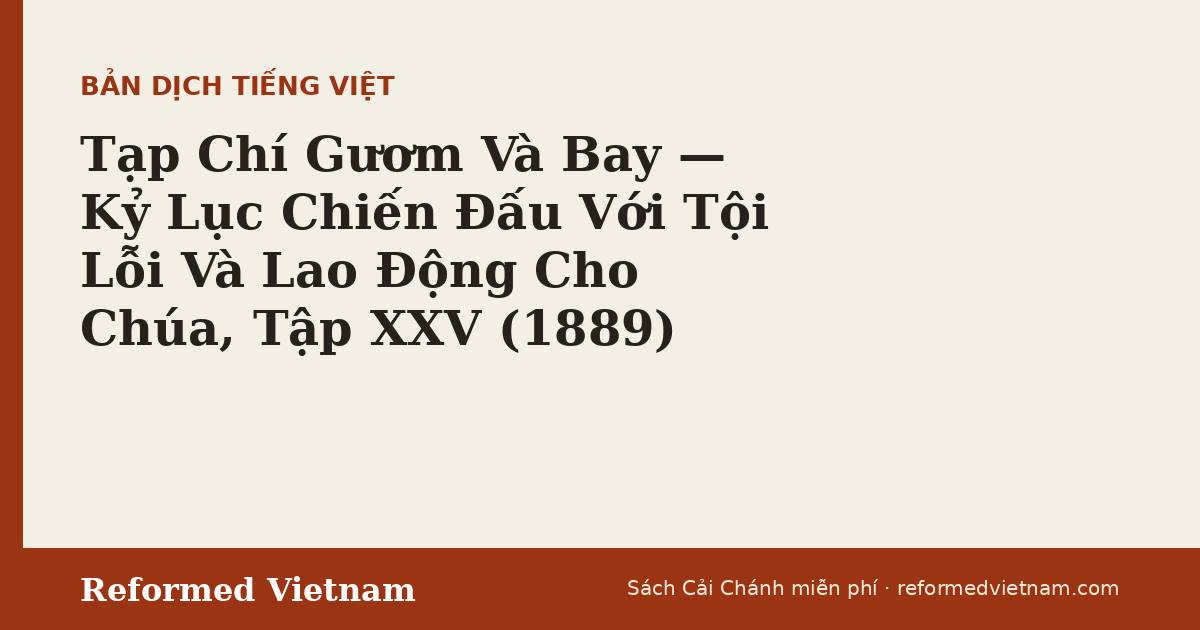 BẢN DỊCH TIẾNG VIỆT
Tạp Chí Gươm Và Bay —
Kỷ Lục Chiến Đấu Với Tội
Lỗi Và Lao Động Cho
Chúa, Tập XXV (1889)
Reformed Vietnam
Sách Cải Chánh miễn phí · reformedvietnam.com